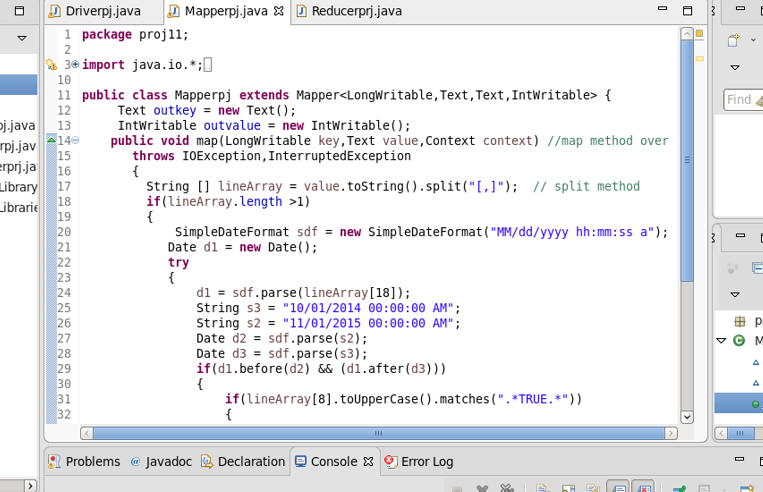 Driverpj.java
Mapperpj.java
Reducerprj.java
1 package proj11;
2
3 import java.io.*;
10
11 public class Mapperpj extends Mapper<LongWritable,Text,Text,IntWritable> {
12 Text outkey = new Text();
13 IntWritable outvalue = new IntWritable();
14 public void map(LongWritable key,Text value,Context context) //map method over
15 throws IOException,InterruptedException
16 {
17 String [] lineArray = value.toString().split("[,]"); // split method
18 if(lineArray.length >1)
19 {
20 SimpleDateFormat sdf = new SimpleDateFormat("MM/dd/yyyy hh:mm:ss a");
21 Date d1 = new Date();
22 try
23 {
24 d1 = sdf.parse(lineArray[18]);
25 String s3 = "10/01/2014 00:00:00 AM";
26 String s2 = "11/01/2015 00:00:00 AM";
27 Date d2 = sdf.parse(s2);
28 Date d3 = sdf.parse(s3);
29 if(d1.before(d2) && (d1.after(d3)))
30 {
31 if(lineArray[8].toUpperCase().matches(".*TRUE.*"))
32 {
pj.java
rpj.java
erprj.ja
Library
Librarie
Find
p
M
Problems
Javadoc
Declaration
Console
Error Log